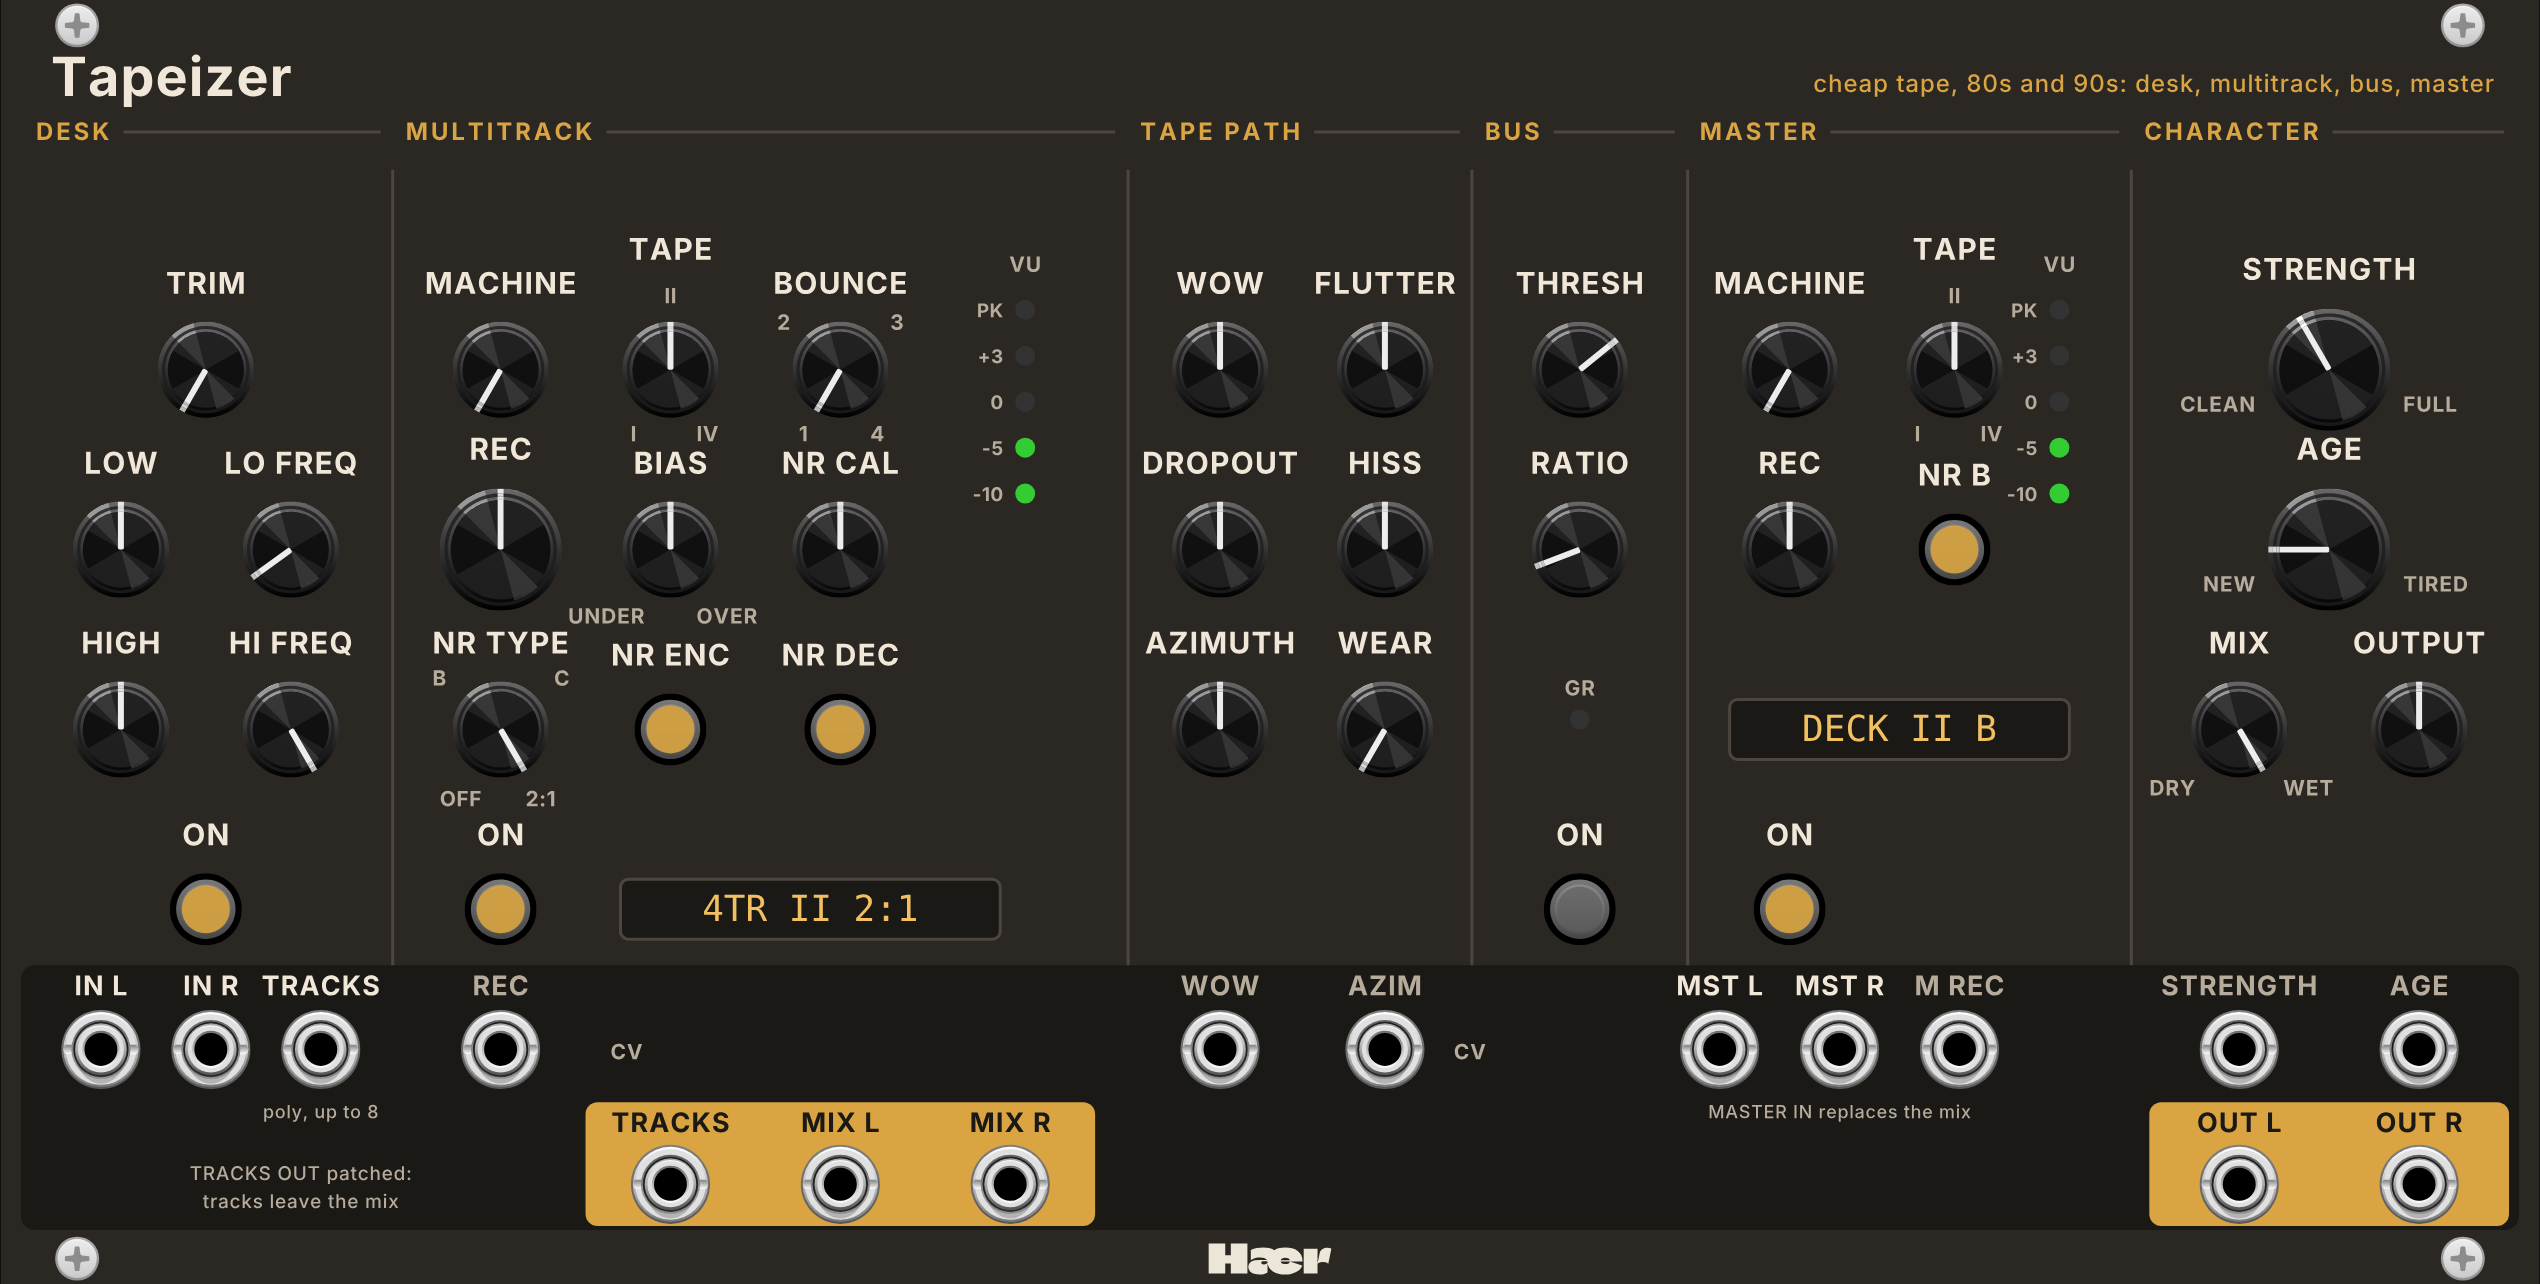 Tapeizer
cheap tape, 80s and 90s: desk, multitrack, bus, master
DESK
MULTITRACK
TAPE PATH
BUS
MASTER
CHARACTER
TRIM
LOW
LO FREQ
HIGH
HI FREQ
ON
MACHINE
TAPE
II
I
IV
BOUNCE
2
3
1
4
VU
PK
+3
0
-5
-10
REC
BIAS
UNDER
OVER
NR CAL
NR TYPE
B
C
OFF
2:1
NR ENC
NR DEC
ON
4TR II 2:1
WOW
FLUTTER
DROPOUT
HISS
AZIMUTH
WEAR
THRESH
RATIO
GR
ON
MACHINE
TAPE
II
I
IV
VU
PK
+3
0
-5
-10
REC
NR B
DECK II B
ON
STRENGTH
CLEAN
FULL
AGE
NEW
TIRED
MIX
DRY
WET
OUTPUT
IN L
IN R
TRACKS
poly, up to 8
TRACKS OUT patched:
tracks leave the mix
REC
CV
TRACKS
MIX L
MIX R
WOW
AZIM
CV
MST L
MST R
M REC
MASTER IN replaces the mix
STRENGTH
AGE
OUT L
OUT R
Hær